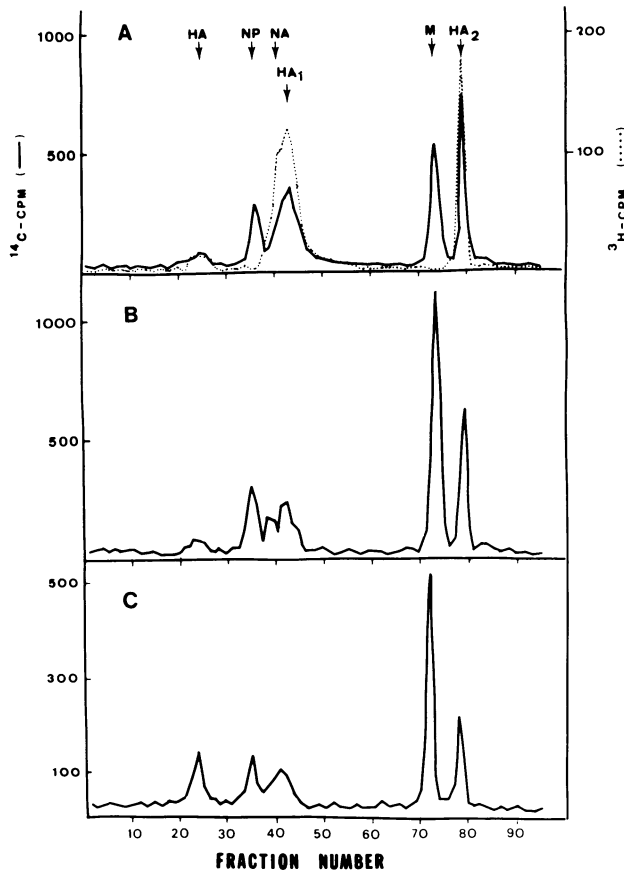 A
HA NP NA M HA2
HA1
1000
500
200
100
14C-CPM (——)
3H-CPM (.....)
B
1000
500
C
500
300
100
10 20 30 40 50 60 70 80 90
FRACTION NUMBER